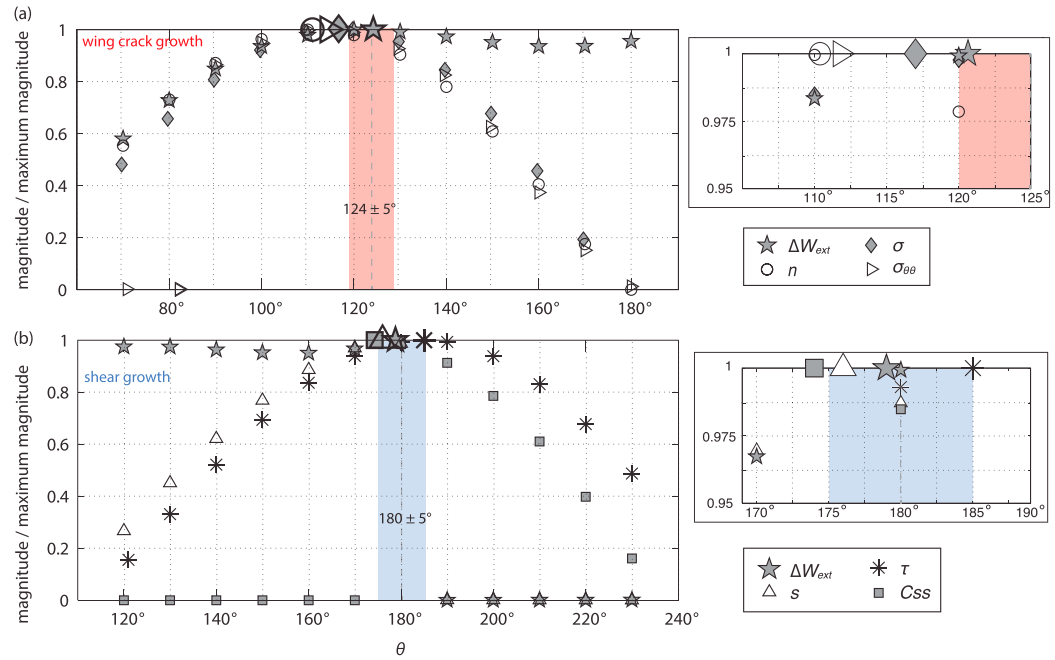 (a)
magnitude / maximum magnitude
1
0.8
0.6
0.4
0.2
0
wing crack growth
124 ± 5°
80° 100° 120° 140° 160° 180°
1
0.975
0.95
110° 115° 120° 125°
ΔW_ext σ
n σ_θθ
(b)
magnitude / maximum magnitude
1
0.8
0.6
0.4
0.2
0
shear growth
180 ± 5°
120° 140° 160° 180° 200° 220° 240°
θ
1
0.975
0.95
170° 175° 180° 185° 190°
ΔW_ext τ
s Css